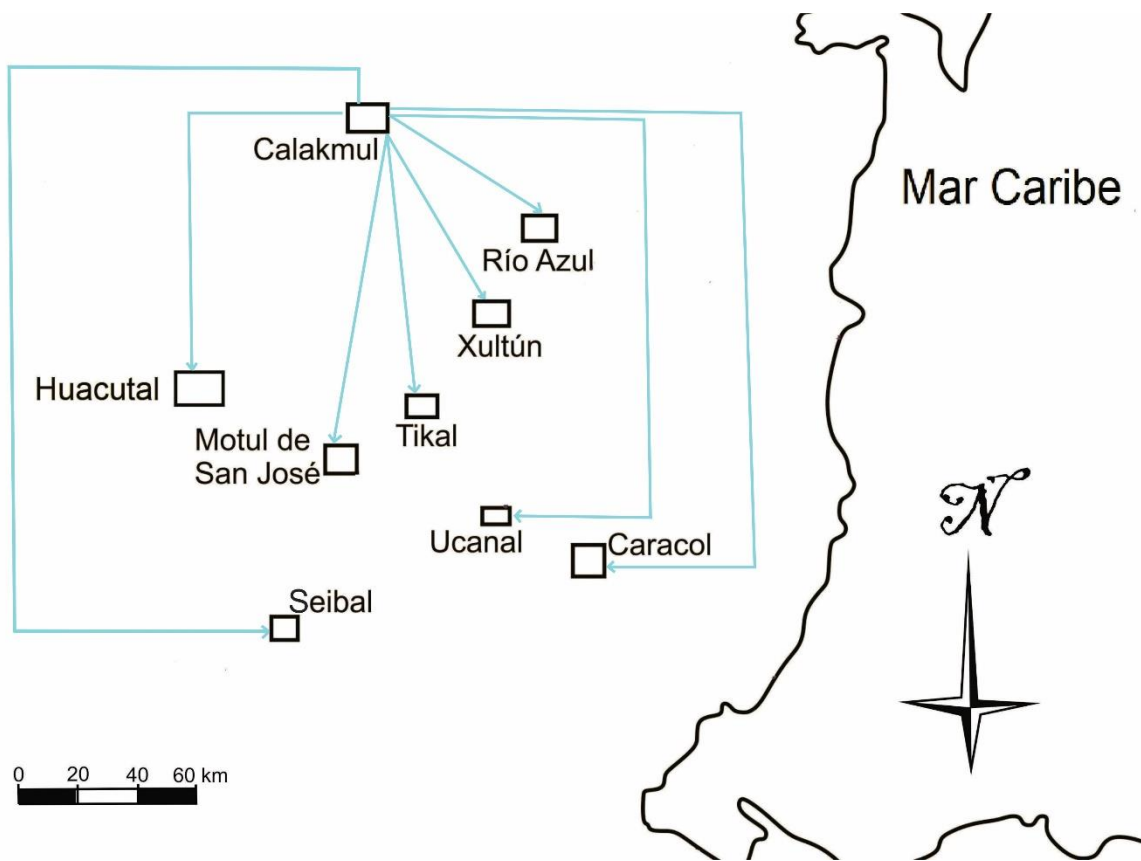 Calakmul
Mar Caribe
Río Azul
Xultún
Huacutal
Motul de
San José
Tikal
Ucanal
Caracol
Seibal
N
0 20 40 60 km